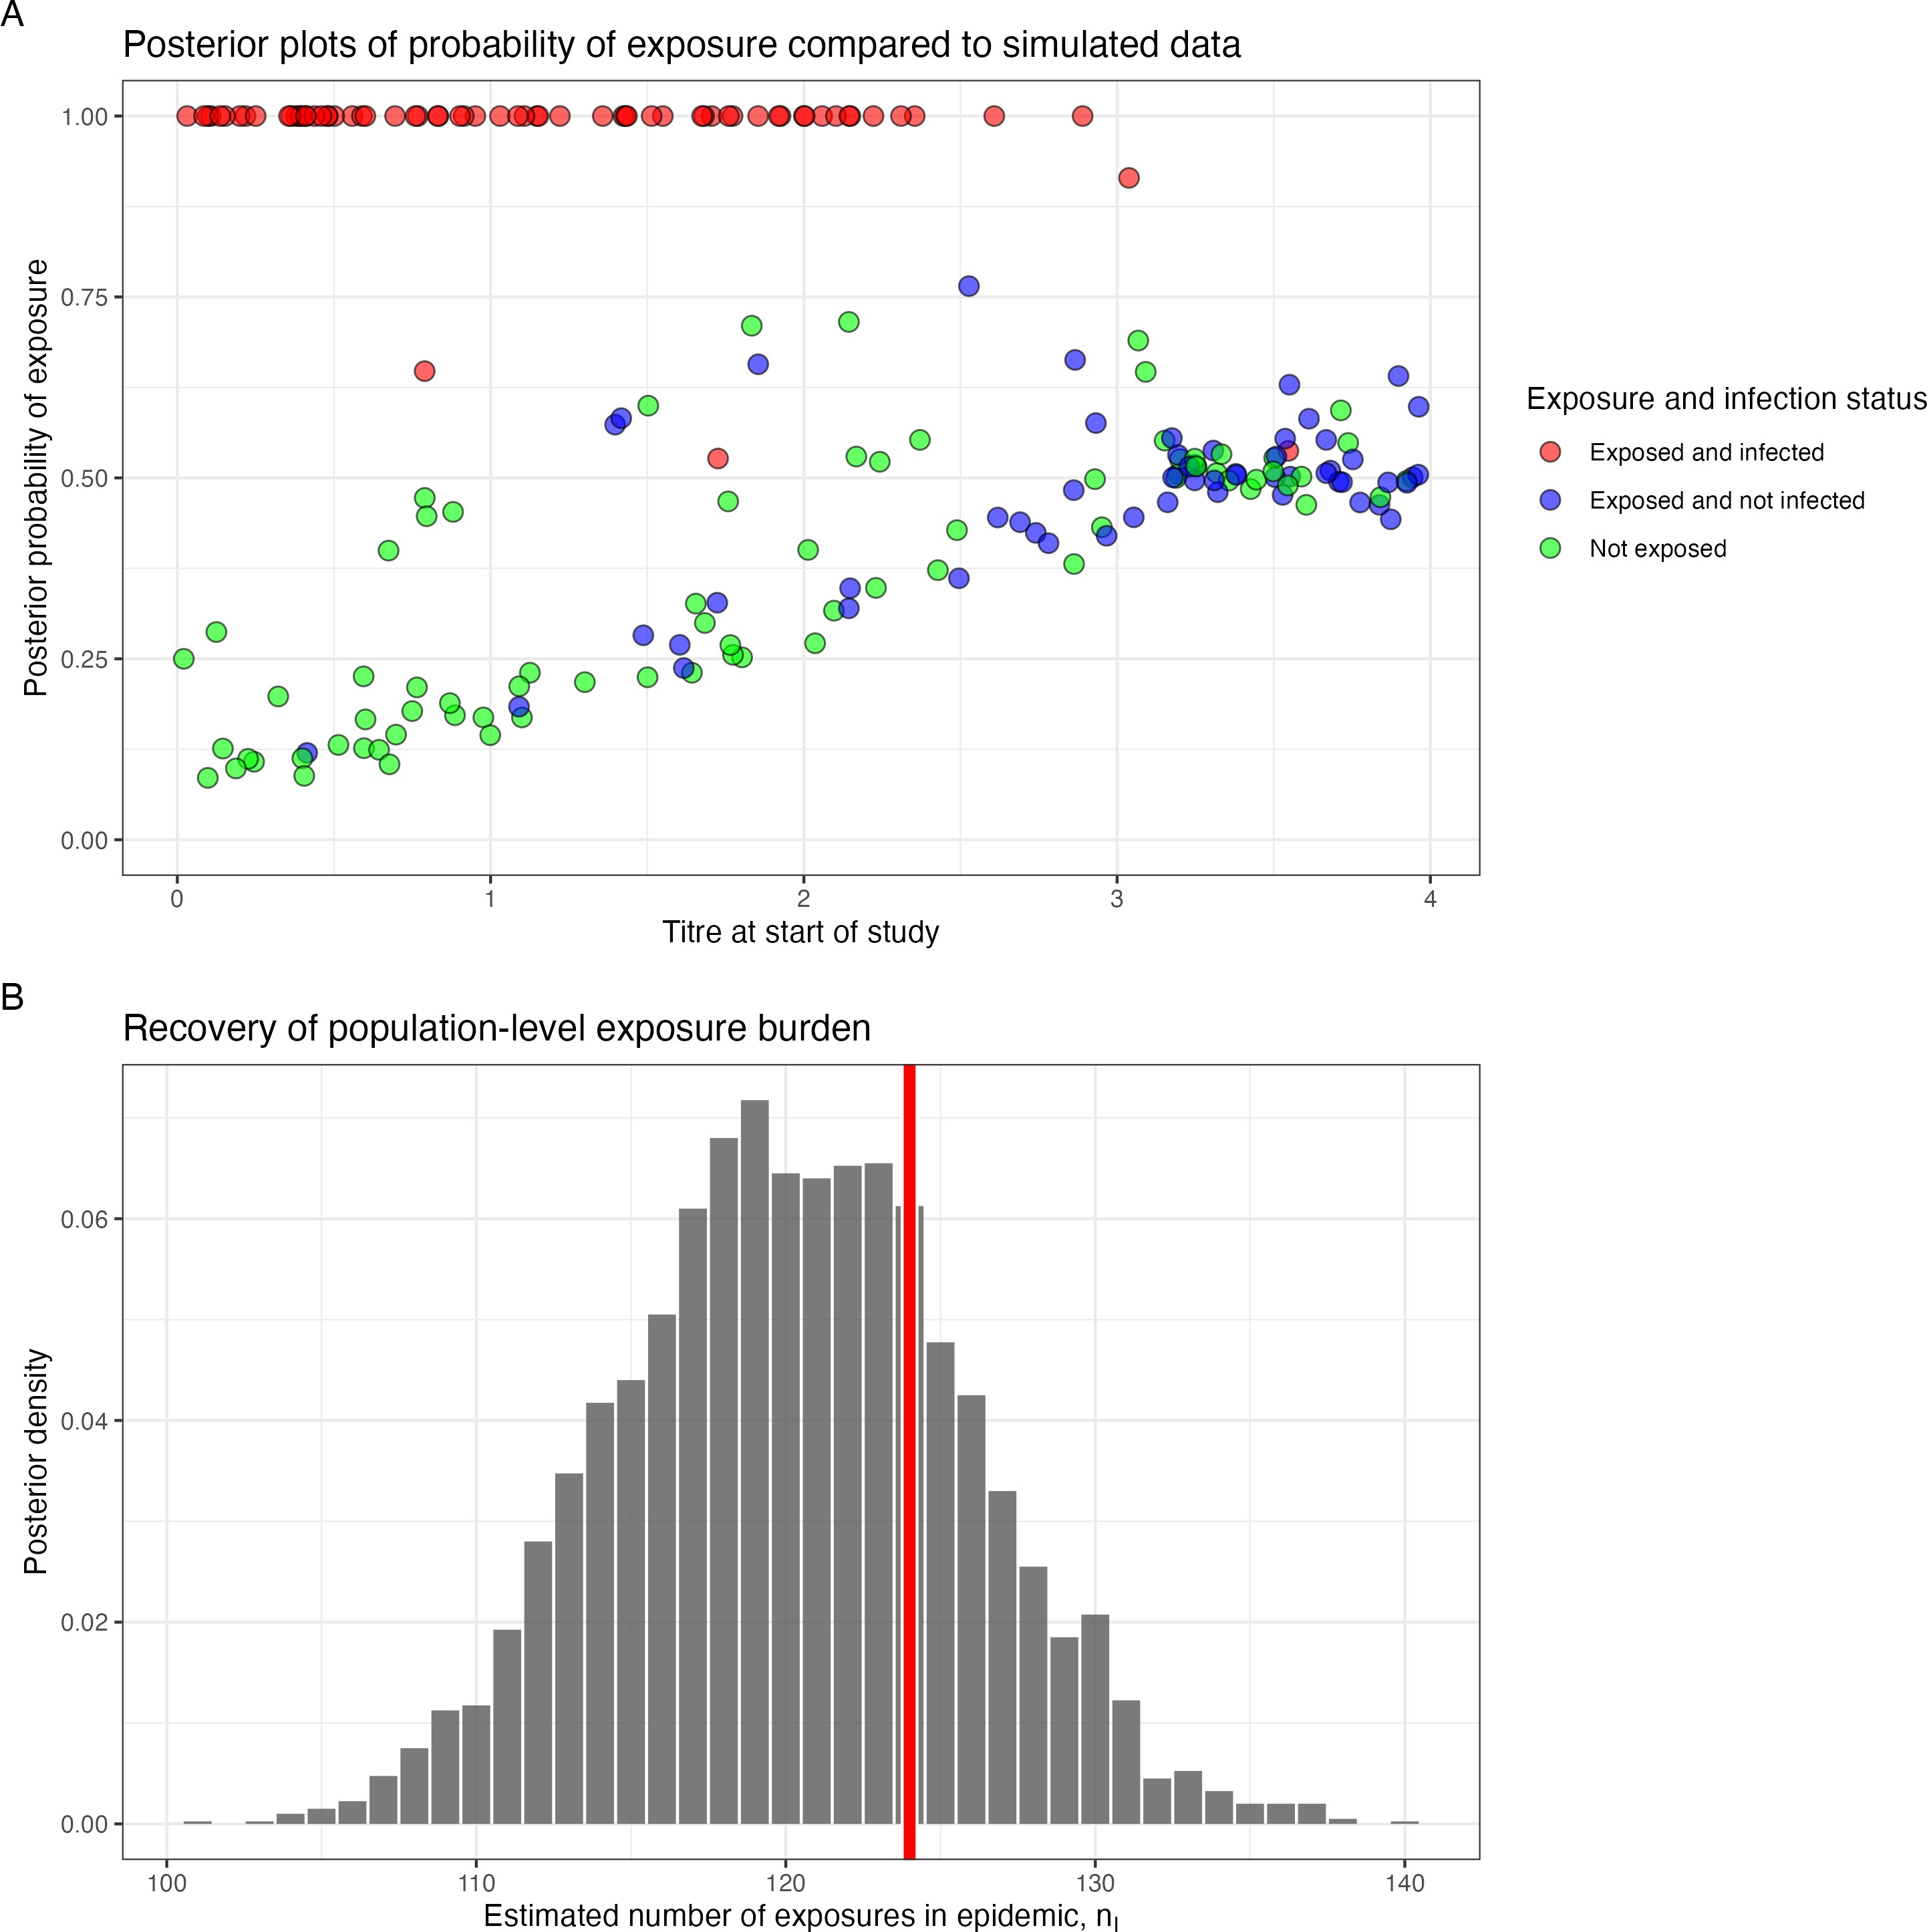 A
Posterior plots of probability of exposure compared to simulated data
Posterior probability of exposure
1.00
0.75
0.50
0.25
0.00
0 1 2 3 4
Titre at start of study
Exposure and infection status
Exposed and infected
Exposed and not infected
Not exposed
B
Recovery of population-level exposure burden
Posterior density
0.06
0.04
0.02
0.00
100 110 120 130 140
Estimated number of exposures in epidemic, nI